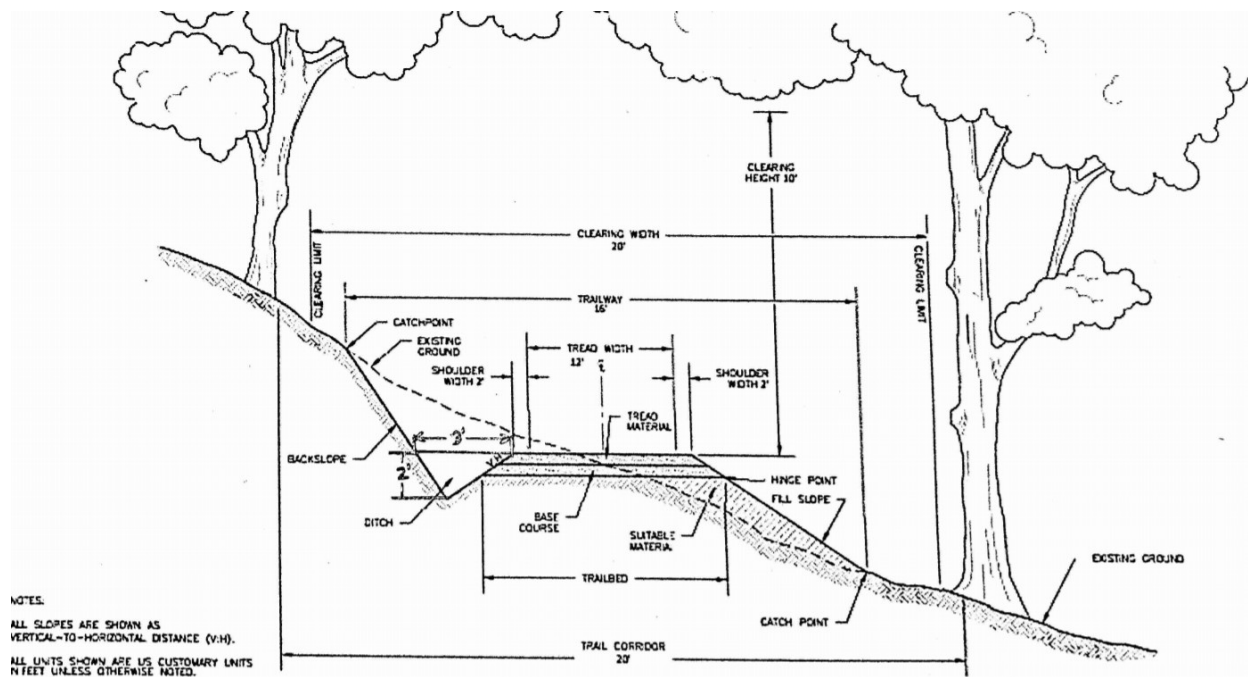 CLEARING
HEIGHT 10'
CLEARING WIDTH
20'
CLEARING LIMIT
CLEARING LIMIT
TRAILWAY
16'
CATCHPOINT
EXISTING
GROUND
TREAD WIDTH
12'
SHOULDER
WIDTH 2'
SHOULDER
WIDTH 2'
TREAD
MATERIAL
3'
V:H
BACKSLOPE
2'
HINGE POINT
FILL SLOPE
DITCH
BASE
COURSE
SUITABLE
MATERIAL
EXISTING GROUND
TRAILBED
CATCH POINT
NOTES:
ALL SLOPES ARE SHOWN AS
VERTICAL-TO-HORIZONTAL DISTANCE (V:H).
TRAIL CORRIDOR
20'
ALL UNITS SHOWN ARE US CUSTOMARY UNITS
IN FEET UNLESS OTHERWISE NOTED.